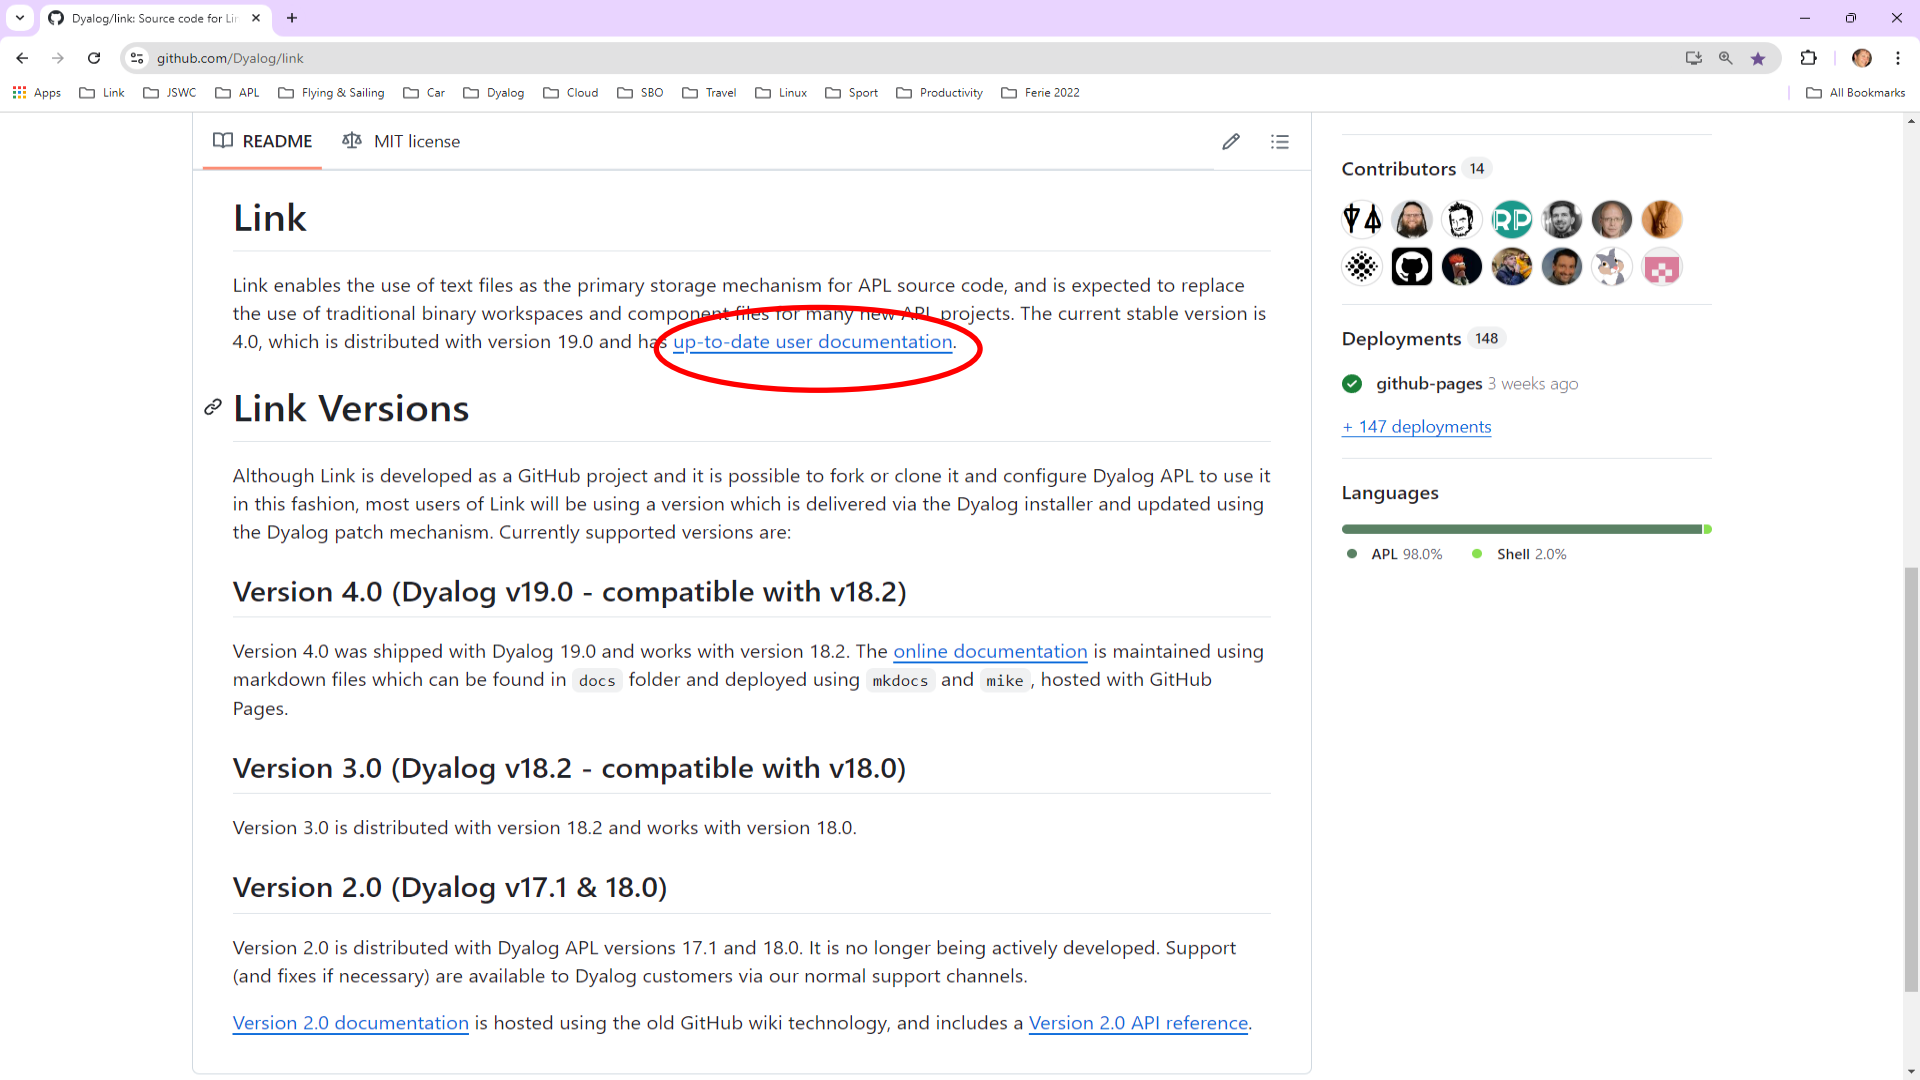 Dyalog/link: Source code for Lin
github.com/Dyalog/link
Apps Link JSWC APL Flying & Sailing Car Dyalog Cloud SBO Travel Linux Sport Productivity Ferie 2022 All Bookmarks
README MIT license
Link
Link enables the use of text files as the primary storage mechanism for APL source code, and is expected to replace
the use of traditional binary workspaces and component files for many new APL projects. The current stable version is
4.0, which is distributed with version 19.0 and has up-to-date user documentation.
Link Versions
Although Link is developed as a GitHub project and it is possible to fork or clone it and configure Dyalog APL to use it
in this fashion, most users of Link will be using a version which is delivered via the Dyalog installer and updated using
the Dyalog patch mechanism. Currently supported versions are:
Version 4.0 (Dyalog v19.0 - compatible with v18.2)
Version 4.0 was shipped with Dyalog 19.0 and works with version 18.2. The online documentation is maintained using
markdown files which can be found in docs folder and deployed using mkdocs and mike, hosted with GitHub
Pages.
Version 3.0 (Dyalog v18.2 - compatible with v18.0)
Version 3.0 is distributed with version 18.2 and works with version 18.0.
Version 2.0 (Dyalog v17.1 & 18.0)
Version 2.0 is distributed with Dyalog APL versions 17.1 and 18.0. It is no longer being actively developed. Support
(and fixes if necessary) are available to Dyalog customers via our normal support channels.
Version 2.0 documentation is hosted using the old GitHub wiki technology, and includes a Version 2.0 API reference.
Contributors 14
RP
Deployments 148
github-pages 3 weeks ago
+ 147 deployments
Languages
APL 98.0% Shell 2.0%